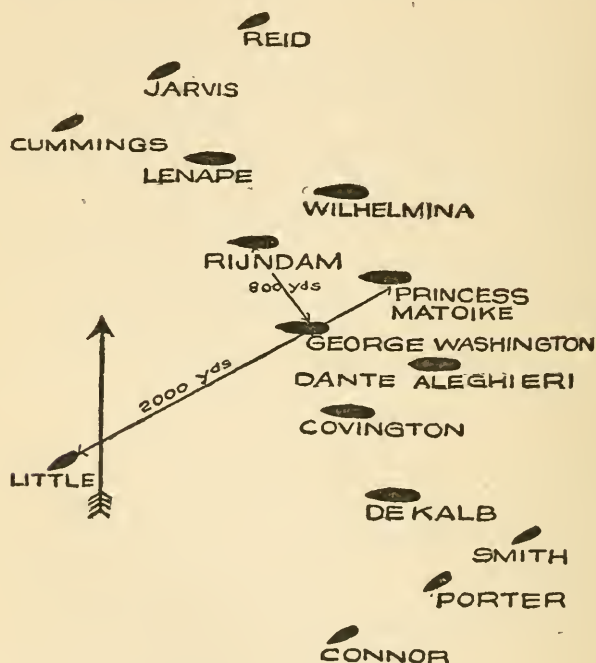 REID
JARVIS
CUMMINGS
LENAPE
WILHELMINA
RIJNDAM
800 yds
PRINCESS
MATOIKE
GEORGE WASHINGTON
DANTE ALEGHIERI
2000 yds
COVINGTON
LITTLE
DE KALB
SMITH
PORTER
CONNOR